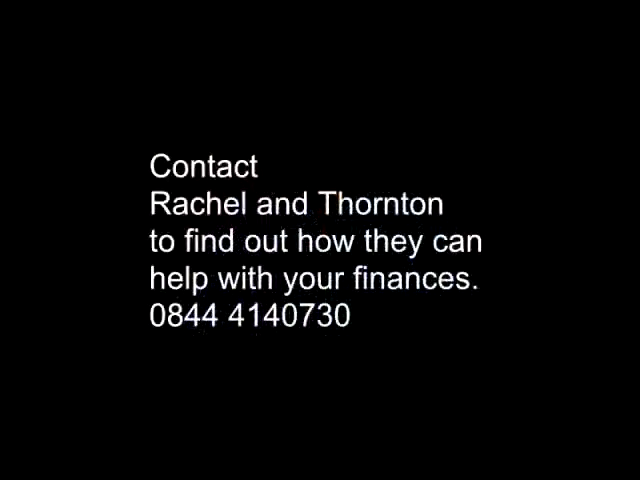 Contact
Rachel and Thornton
to find out how they can
help with your finances.
0844 4140730